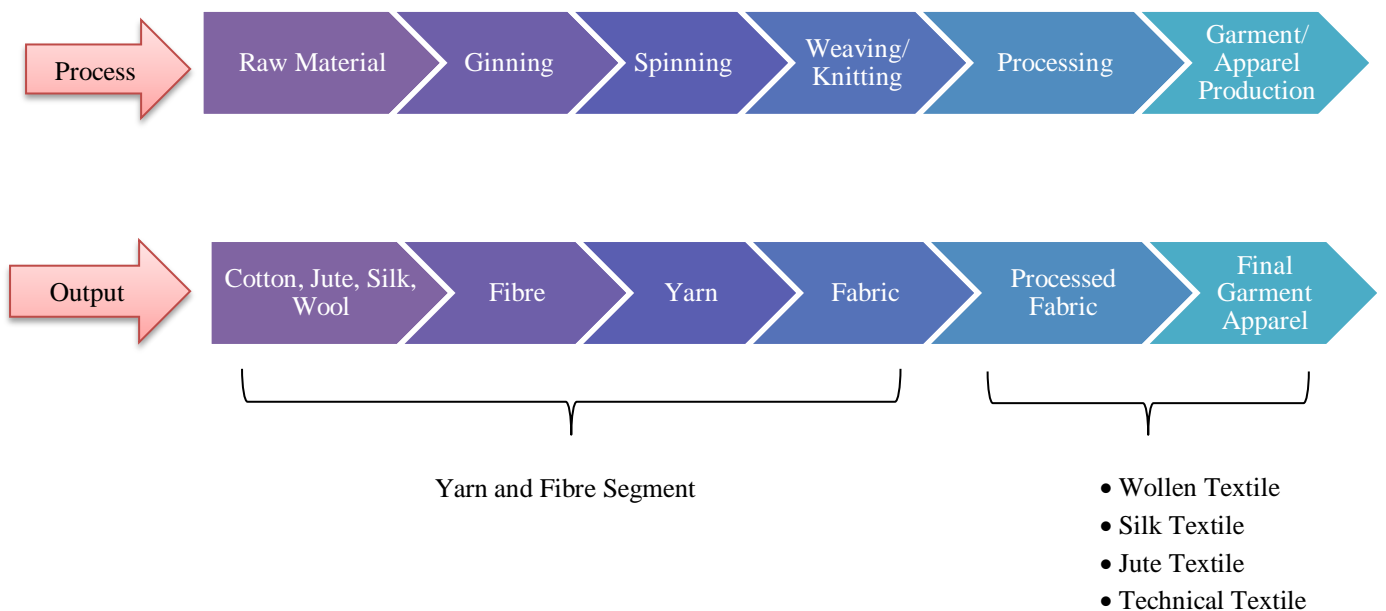 Process
Raw Material
Ginning
Spinning
Weaving/
Knitting
Processing
Garment/
Apparel
Production
Output
Cotton, Jute, Silk,
Wool
Fibre
Yarn
Fabric
Processed
Fabric
Final
Garment
Apparel
Yarn and Fibre Segment
• Wollen Textile
• Silk Textile
• Jute Textile
• Technical Textile